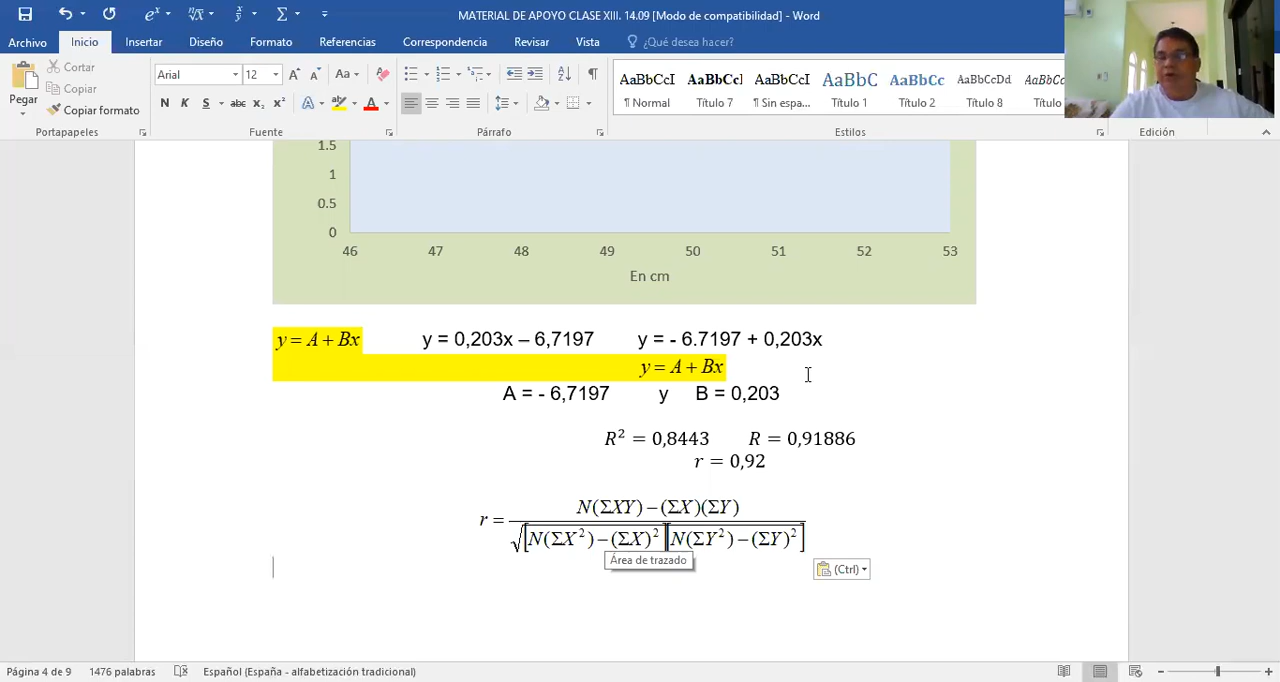 MATERIAL DE APOYO CLASE XIII. 14.09 [Modo de compatibilidad] - Word
Archivo Inicio Insertar Diseño Formato Referencias Correspondencia Revisar Vista ¿Qué desea hacer?
Pegar
Cortar
Copiar
Copiar formato
Portapapeles
Arial 12
Aa
N K S abc x₂ x²
A A
Fuente
Párrafo
AaBbCcI AaBbCcI AaBbCcI AaBbC AaBbCc AaBbCcDd AaBbCc
¶ Normal Título 7 ¶ Sin espa... Título 1 Título 2 Título 8
Estilos
Edición
1.5
1
0.5
0
46 47 48 49 50 51 52 53
En cm
y = A + Bx y = 0,203x – 6,7197 y = - 6.7197 + 0,203x
y = A + Bx
A = - 6,7197 y B = 0,203
R² = 0,8443 R = 0,91886
r = 0,92
r = N(ΣXY) – (ΣX)(ΣY)
√[N(ΣX²) – (ΣX)²][N(ΣY²) – (ΣY)²]
Área de trazado
(Ctrl)
Página 4 de 9 1476 palabras Español (España - alfabetización tradicional)